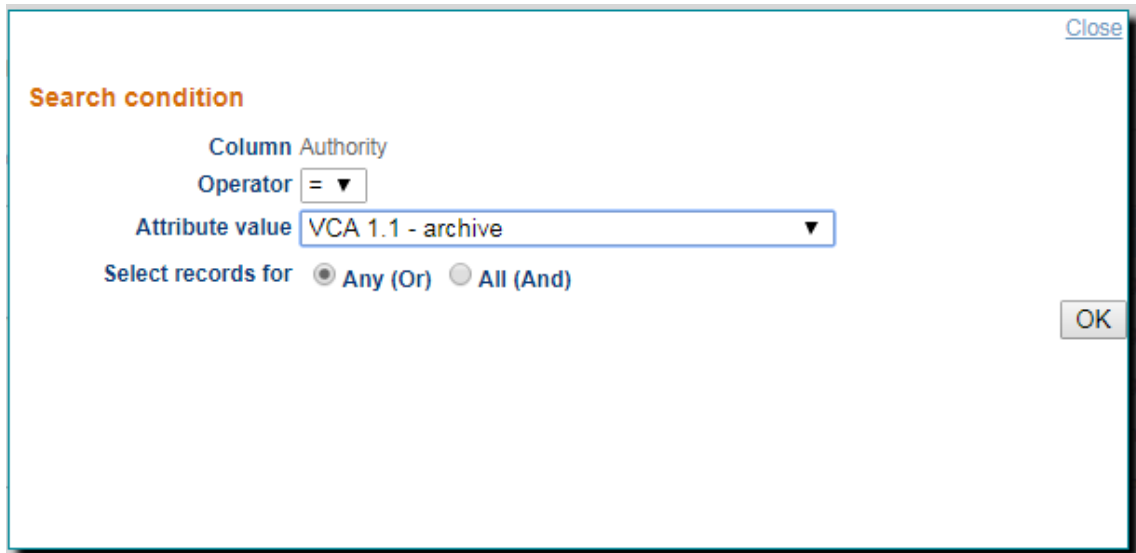 Close
Search condition
Column Authority
Operator = ▼
Attribute value VCA 1.1 - archive ▼
Select records for Any (Or) All (And)
OK